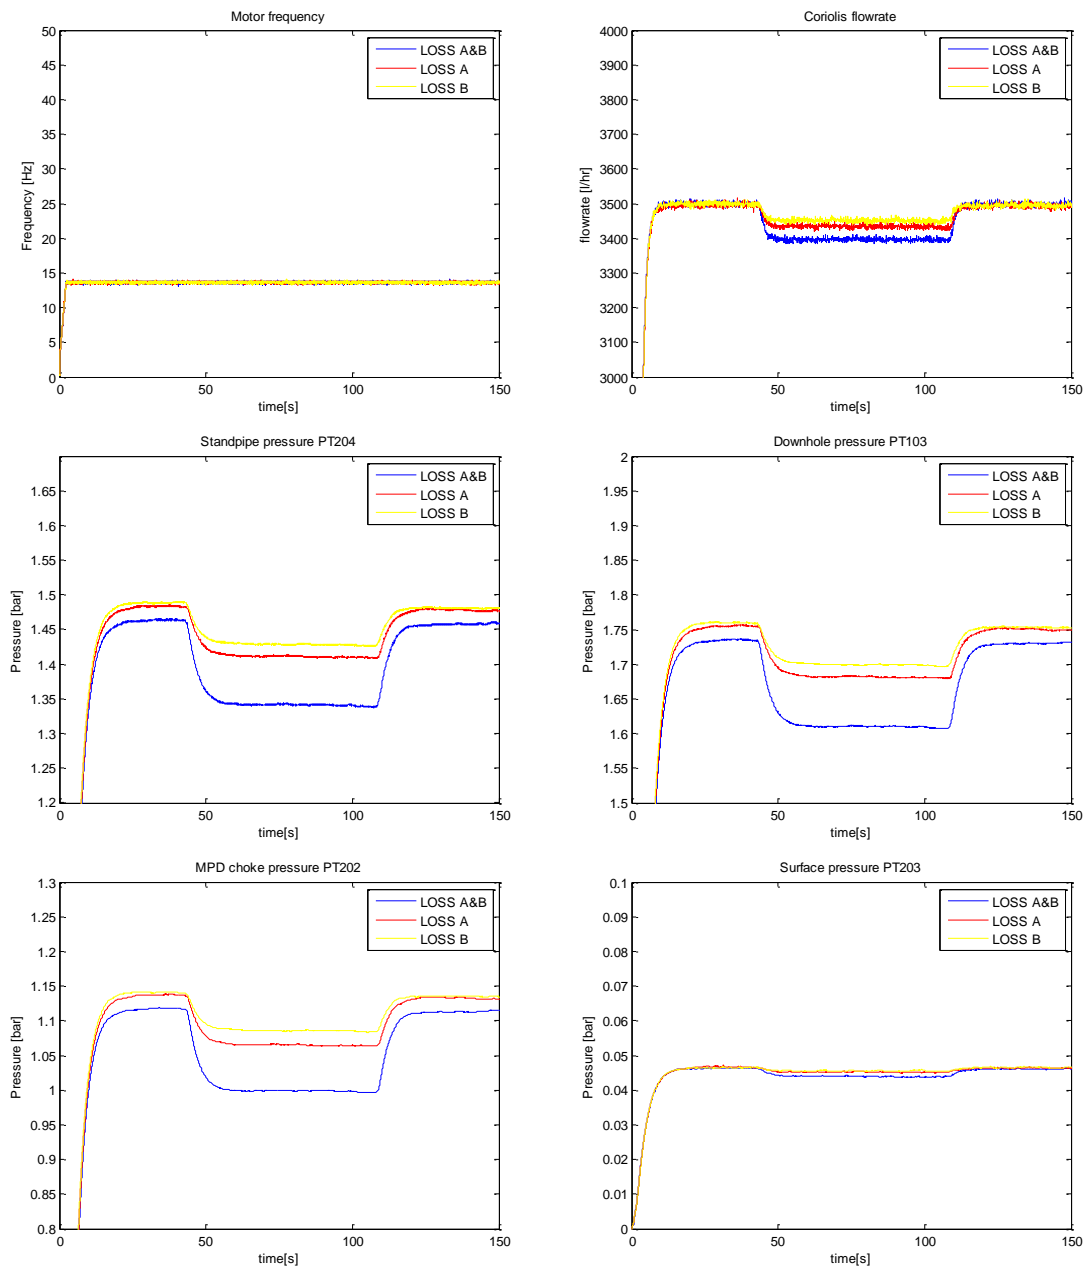 Motor frequency
50
45
40
35
30
25
20
15
10
5
0
Frequency [Hz]
0 50 100 150
time[s]
LOSS A&B
LOSS A
LOSS B
Coriolis flowrate
4000
3900
3800
3700
3600
3500
3400
3300
3200
3100
3000
flowrate [l/hr]
0 50 100 150
time[s]
LOSS A&B
LOSS A
LOSS B
Standpipe pressure PT204
1.65
1.6
1.55
1.5
1.45
1.4
1.35
1.3
1.25
1.2
Pressure [bar]
0 50 100 150
time[s]
LOSS A&B
LOSS A
LOSS B
Downhole pressure PT103
2
1.95
1.9
1.85
1.8
1.75
1.7
1.65
1.6
1.55
1.5
Pressure [bar]
0 50 100 150
time[s]
LOSS A&B
LOSS A
LOSS B
MPD choke pressure PT202
1.3
1.25
1.2
1.15
1.1
1.05
1
0.95
0.9
0.85
0.8
Pressure [bar]
0 50 100 150
time[s]
LOSS A&B
LOSS A
LOSS B
Surface pressure PT203
0.1
0.09
0.08
0.07
0.06
0.05
0.04
0.03
0.02
0.01
0
Pressure [bar]
0 50 100 150
time[s]
LOSS A&B
LOSS A
LOSS B